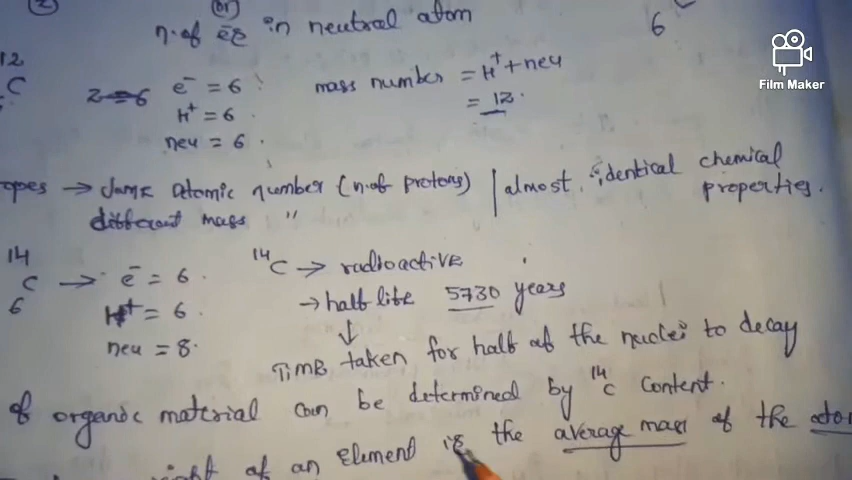 (2) (or)
n. of ēs in neutral atom
6
Film Maker
12
C z = 6 e⁻ = 6 mass number = H⁺ + neu
H⁺ = 6 = 12.
neu = 6
opes → same atomic number (n. of protons) | almost identical chemical
different mass " properties.
14
C → e⁻ = 6 ¹⁴C → radioactive
6 H⁺ = 6 → half life 5730 years
neu = 8. ↓
Time taken for half of the nuclei to decay
of organic material can be determined by ¹⁴C content.
of an element is the average mass of the